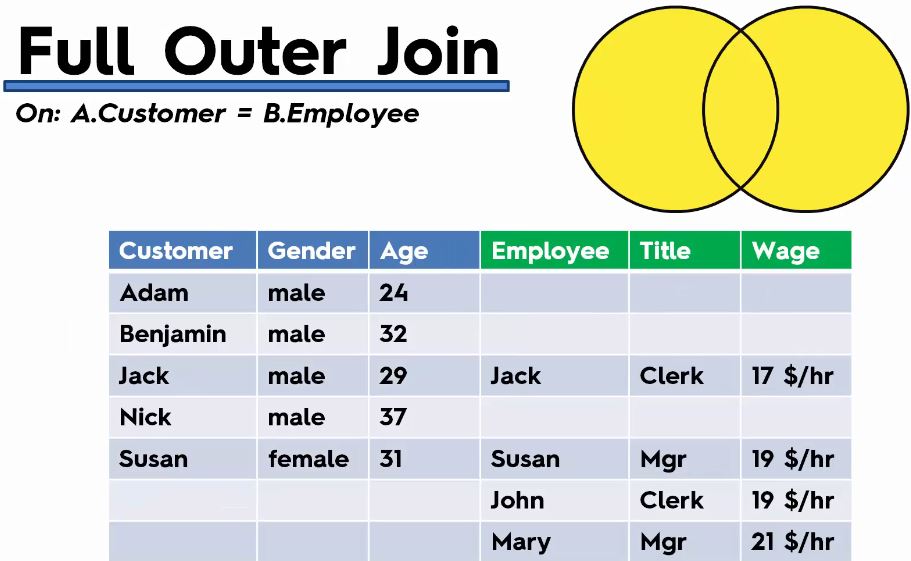 Full Outer Join
On: A.Customer = B.Employee
Customer Gender Age Employee Title Wage
Adam male 24
Benjamin male 32
Jack male 29 Jack Clerk 17 $/hr
Nick male 37
Susan female 31 Susan Mgr 19 $/hr
John Clerk 19 $/hr
Mary Mgr 21 $/hr